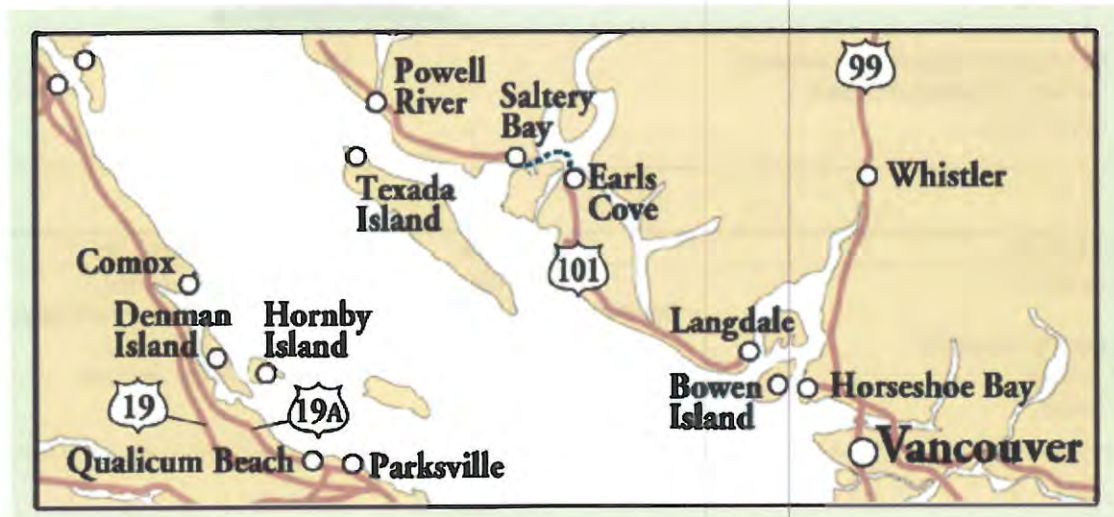 99
Powell
River
Saltery
Bay
Earls
Cove
Whistler
Texada
Island
101
Comox
Denman
Island
Hornby
Island
Langdale
Bowen
Island
Horseshoe Bay
19
19A
Qualicum Beach
Parksville
Vancouver